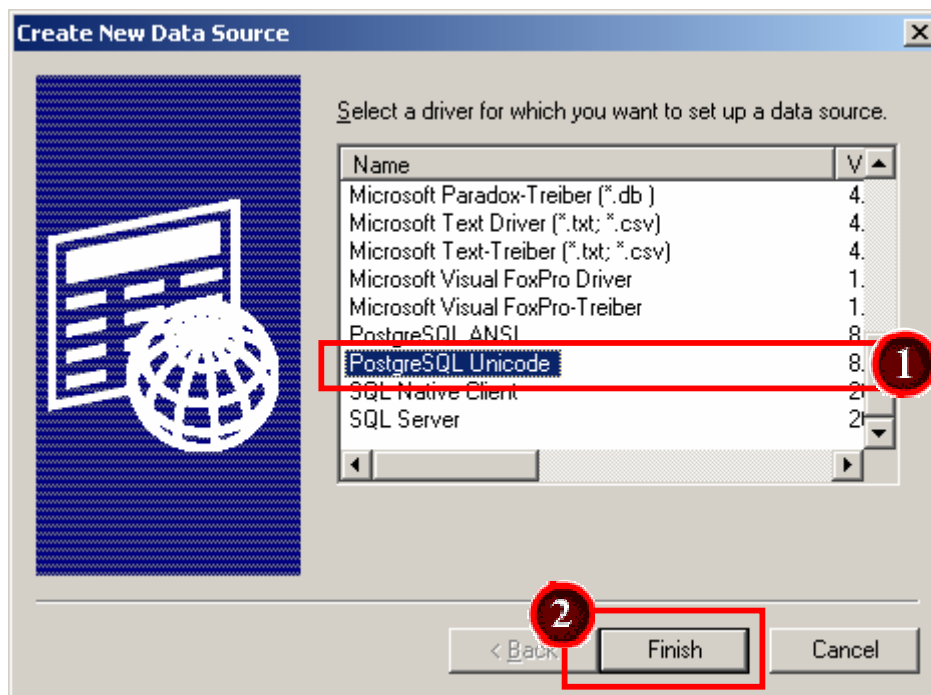 Create New Data Source
Select a driver for which you want to set up a data source.
Name V
Microsoft Paradox-Treiber (*.db ) 4.
Microsoft Text Driver (*.txt; *.csv) 4.
Microsoft Text-Treiber (*.txt; *.csv) 4.
Microsoft Visual FoxPro Driver 1.
Microsoft Visual FoxPro-Treiber 1.
PostgreSQL ANSI 8.
PostgreSQL Unicode 8. 1
SQL Native Client 2
SQL Server 2
2
< Back Finish Cancel